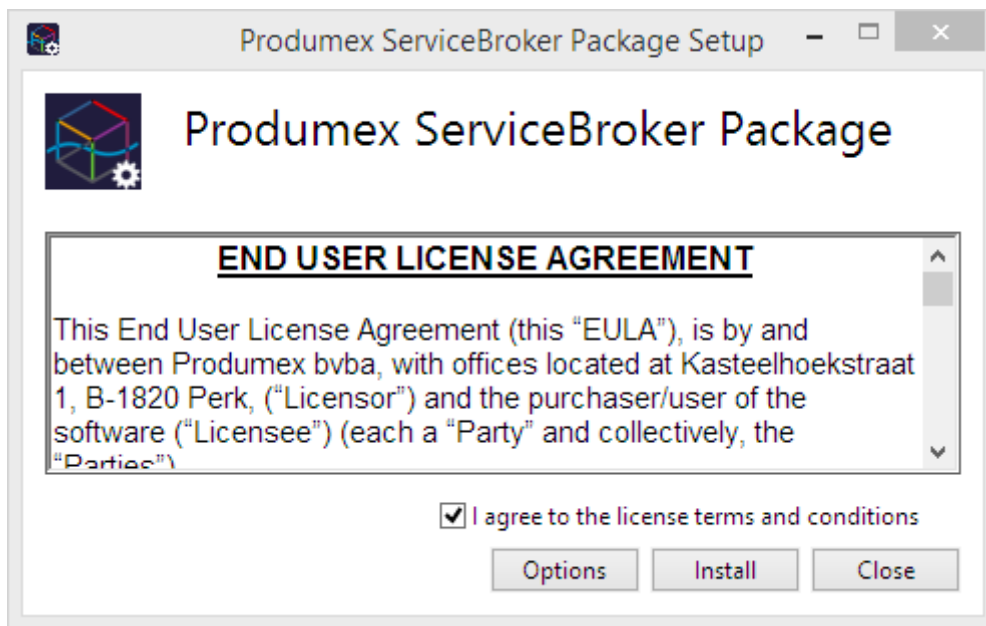 Produmex ServiceBroker Package Setup
Produmex ServiceBroker Package
END USER LICENSE AGREEMENT
This End User License Agreement (this “EULA”), is by and
between Produmex bvba, with offices located at Kasteelhoekstraat
1, B-1820 Perk, (“Licensor”) and the purchaser/user of the
software (“Licensee”) (each a “Party” and collectively, the
“Parties”)
I agree to the license terms and conditions
Options Install Close